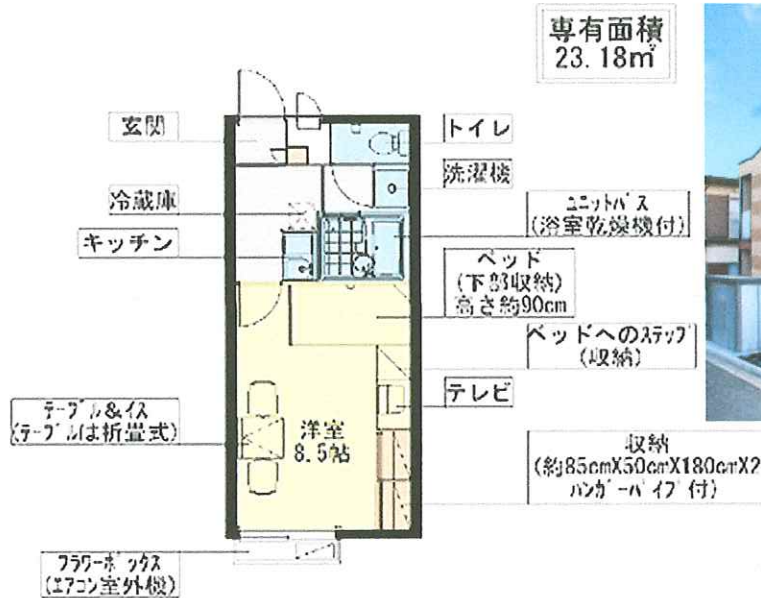 専有面積
23.18㎡
玄関
トイレ
洗濯機
冷蔵庫
ユニットバス
(浴室乾燥機付)
キッチン
ベッド
(下部収納)
高さ約90cm
ベッドへのステップ
(収納)
テレビ
テーブル&イス
(テーブルは折畳式)
洋室
8.5帖
収納
(約85cmX50cmX180cmX2
ハンガーパイプ付)
フラワーボックス
(エアコン室外機)